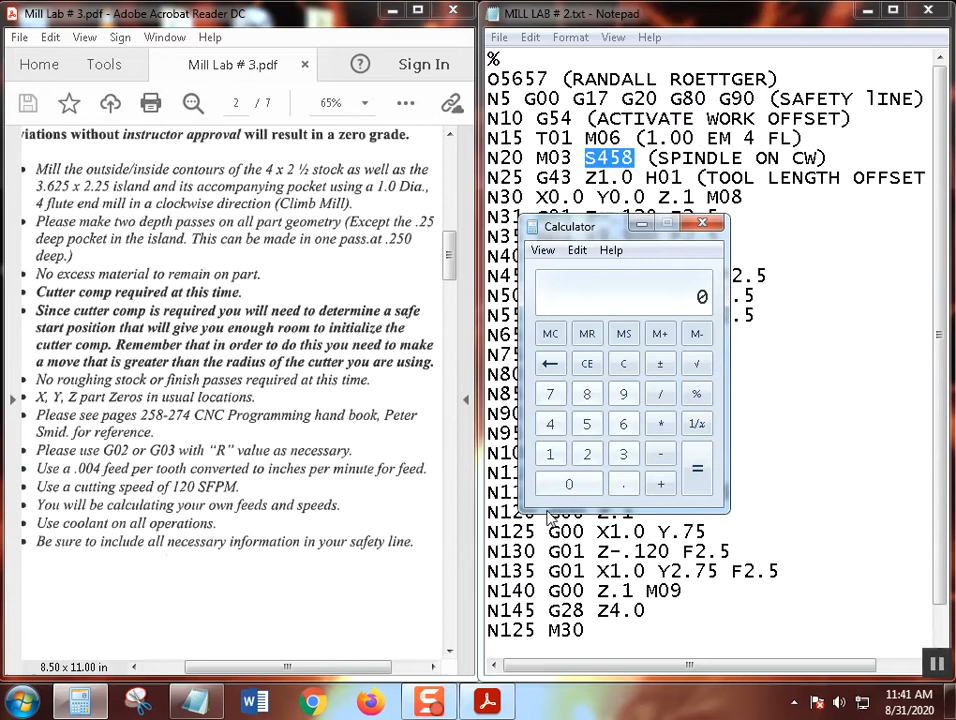 Mill Lab # 3.pdf - Adobe Acrobat Reader DC
File Edit View Sign Window Help
Home Tools Mill Lab # 3.pdf × ? Sign In
2 / 7 65%
viations without instructor approval will result in a zero grade.
Mill the outside/inside contours of the 4 x 2 ½ stock as well as the
3.625 x 2.25 island and its accompanying pocket using a 1.0 Dia.,
4 flute end mill in a clockwise direction (Climb Mill).
Please make two depth passes on all part geometry (Except the .25
deep pocket in the island. This can be made in one pass.at .250
deep.)
No excess material to remain on part.
Cutter comp required at this time.
Since cutter comp is required you will need to determine a safe
start position that will give you enough room to initialize the
cutter comp. Remember that in order to do this you need to make
a move that is greater than the radius of the cutter you are using.
No roughing stock or finish passes required at this time.
X, Y, Z part Zeros in usual locations.
Please see pages 258-274 CNC Programming hand book, Peter
Smid. for reference.
Please use G02 or G03 with “R” value as necessary.
Use a .004 feed per tooth converted to inches per minute for feed.
Use a cutting speed of 120 SFPM.
You will be calculating your own feeds and speeds.
Use coolant on all operations.
Be sure to include all necessary information in your safety line.
8.50 x 11.00 in
MILL LAB # 2.txt - Notepad
File Edit Format View Help
%
O5657 (RANDALL ROETTGER)
N5 G00 G17 G20 G80 G90 (SAFETY lINE)
N10 G54 (ACTIVATE WORK OFFSET)
N15 T01 M06 (1.00 EM 4 FL)
N20 M03 S458 (SPINDLE ON CW)
N25 G43 Z1.0 H01 (TOOL LENGTH OFFSET
N30 X0.0 Y0.0 Z.1 M08
N31
N125 G00 X1.0 Y.75
N130 G01 Z-.120 F2.5
N135 G01 X1.0 Y2.75 F2.5
N140 G00 Z.1 M09
N145 G28 Z4.0
N125 M30
Calculator
View Edit Help
0
MC MR MS M+ M-
← CE C ± √
7 8 9 / %
4 5 6 * 1/x
1 2 3 - =
0 . +
11:41 AM
8/31/2020